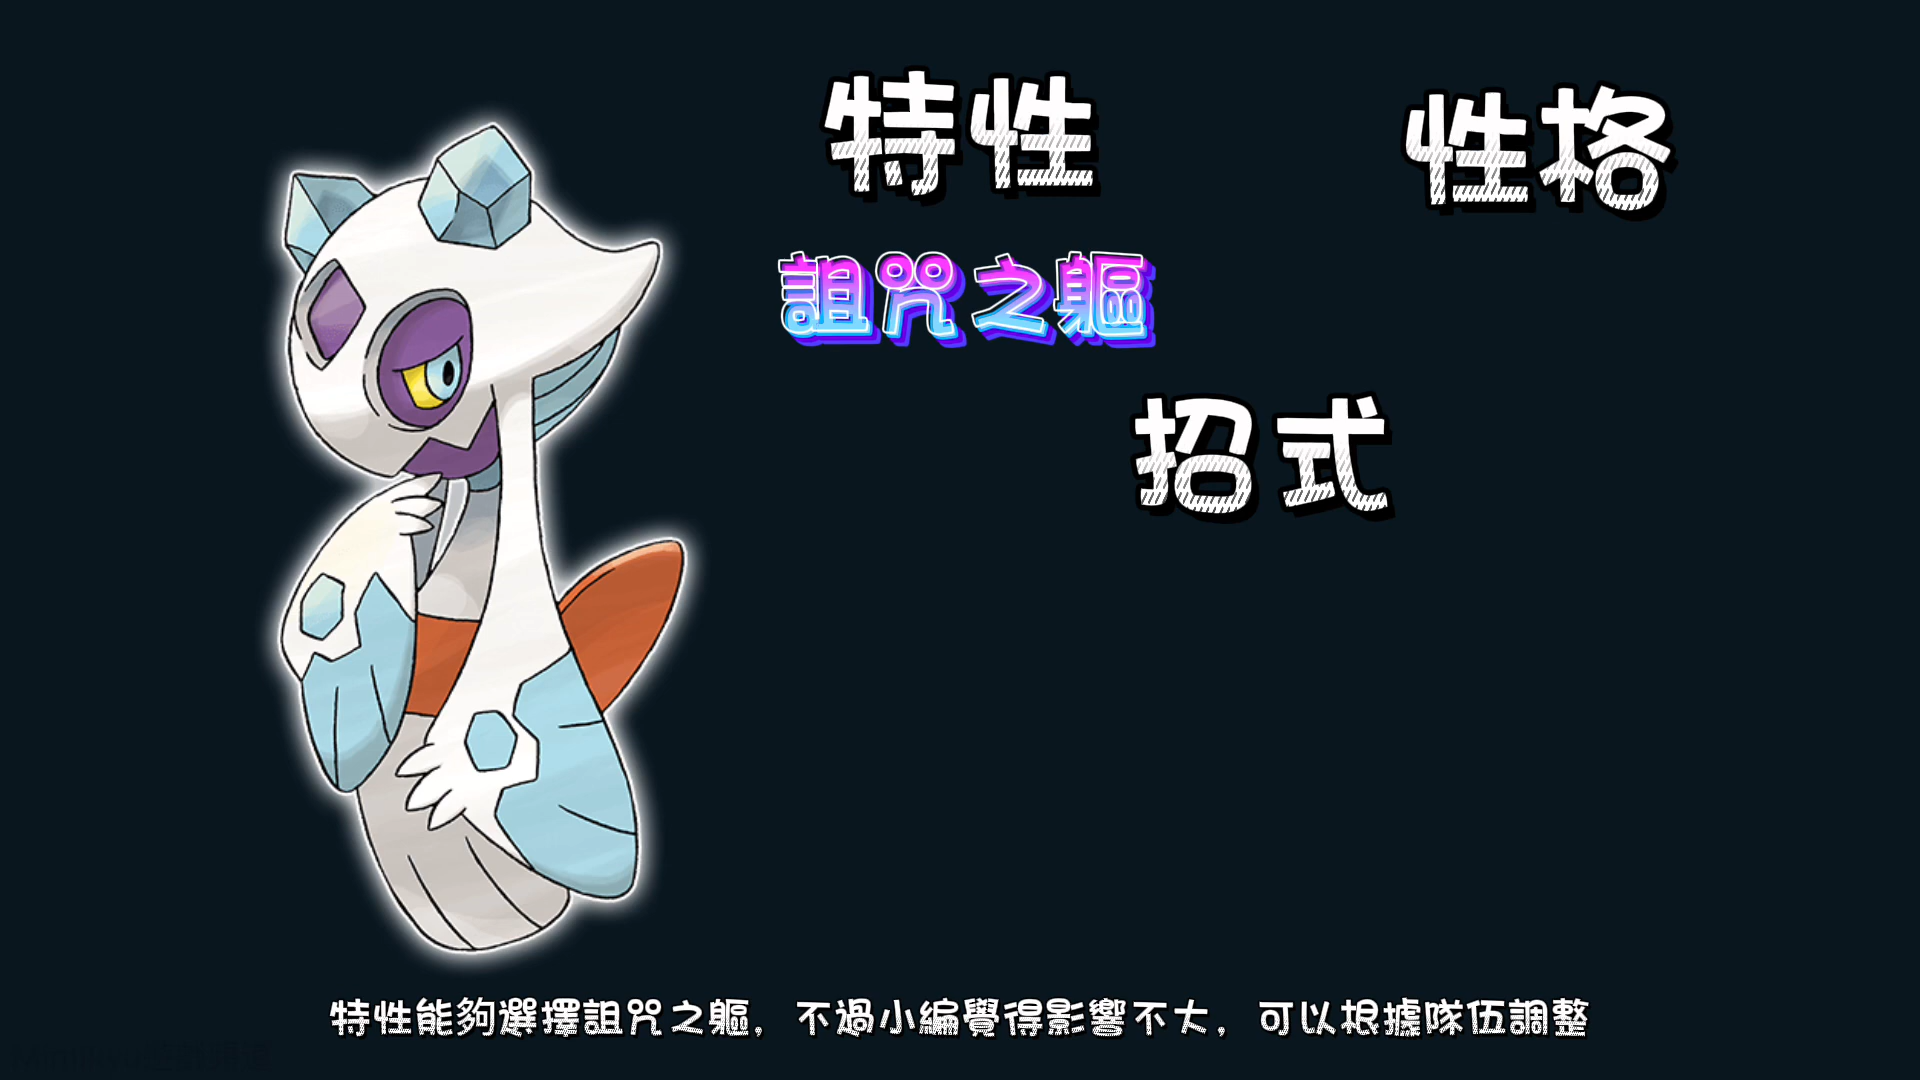 特性
性格
詛咒之軀
招式
特性能夠選擇詛咒之軀，不過小編覺得影響不大，可以根據隊伍調整